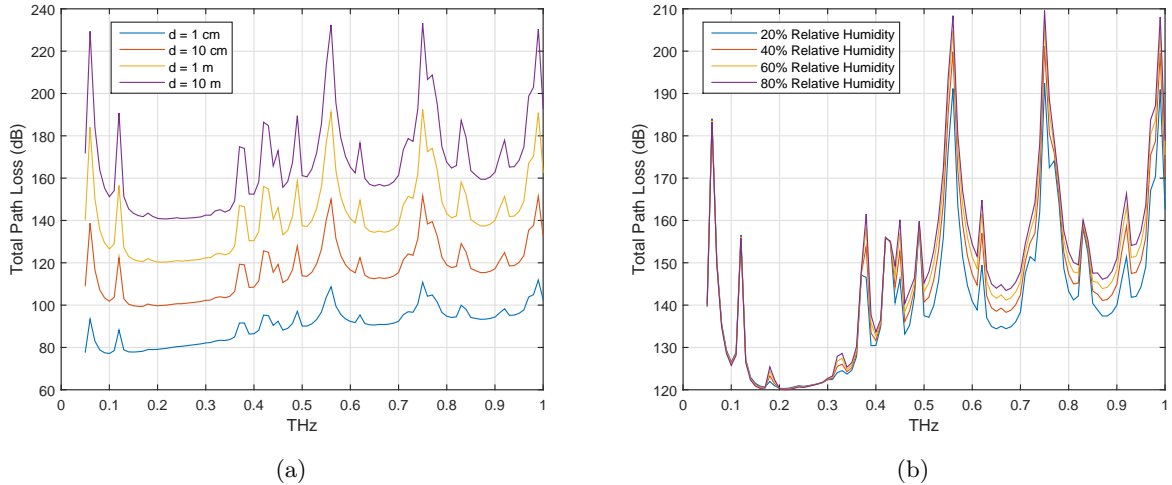 240
220
200
180
160
140
120
100
80
60
Total Path Loss (dB)
d = 1 cm
d = 10 cm
d = 1 m
d = 10 m
0 0.1 0.2 0.3 0.4 0.5 0.6 0.7 0.8 0.9 1
THz
(a)
210
200
190
180
170
160
150
140
130
120
Total Path Loss (dB)
20% Relative Humidity
40% Relative Humidity
60% Relative Humidity
80% Relative Humidity
0 0.1 0.2 0.3 0.4 0.5 0.6 0.7 0.8 0.9 1
THz
(b)